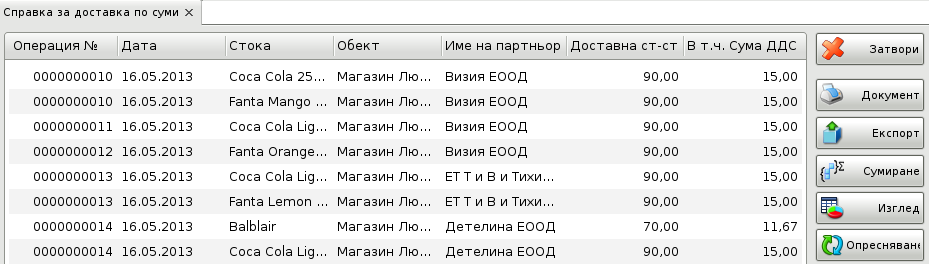 Справка за доставка по суми ×
Операция № Дата Стока Обект Име на партньор Доставна ст-ст В т.ч. Сума ДДС
0000000010 16.05.2013 Coca Cola 25... Магазин Лю... Визия ЕООД 90,00 15,00
0000000010 16.05.2013 Fanta Mango ... Магазин Лю... Визия ЕООД 90,00 15,00
0000000011 16.05.2013 Coca Cola Lig... Магазин Лю... Визия ЕООД 90,00 15,00
0000000012 16.05.2013 Fanta Orange... Магазин Лю... Визия ЕООД 90,00 15,00
0000000013 16.05.2013 Coca Cola Lig... Магазин Лю... ЕТ Т и В и Тихи... 90,00 15,00
0000000013 16.05.2013 Fanta Lemon ... Магазин Лю... ЕТ Т и В и Тихи... 90,00 15,00
0000000014 16.05.2013 Balblair Магазин Лю... Детелина ЕООД 70,00 11,67
0000000014 16.05.2013 Coca Cola Lig... Магазин Лю... Детелина ЕООД 90,00 15,00
Затвори
Документ
Експорт
Сумиране
Изглед
Опресняване